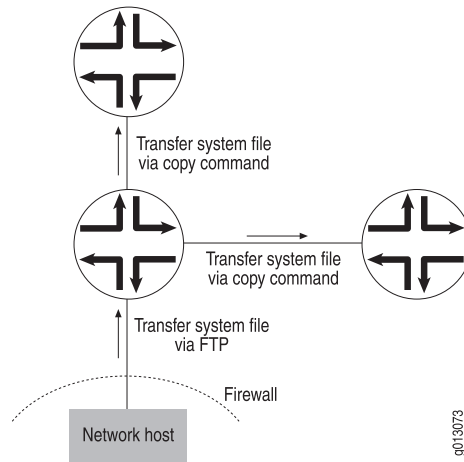 Transfer system file
via copy command
Transfer system file
via copy command
Transfer system file
via FTP
Firewall
Network host
g013073